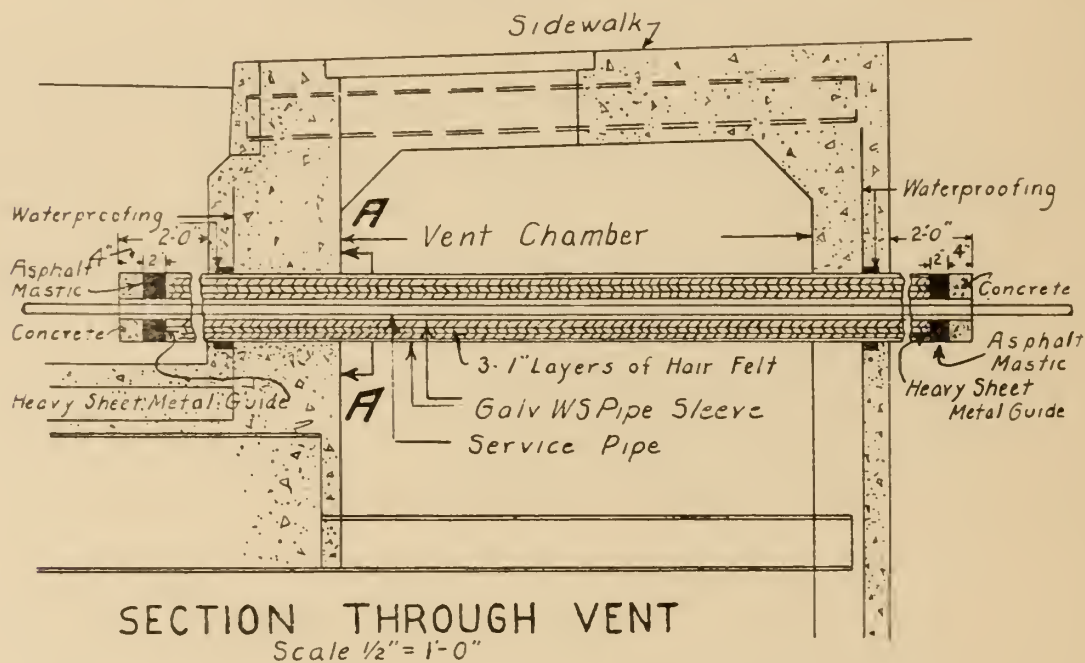 Sidewalk
Waterproofing
Waterproofing
A
Vent Chamber
2'-0"
2'-0"
4"
2"
2"
4"
Asphalt
Mastic
Concrete
Concrete
Asphalt
Mastic
3-1" Layers of Hair Felt
Heavy Sheet Metal Guide
Heavy Sheet
Metal Guide
A
Galv WS Pipe Sleeve
Service Pipe
SECTION THROUGH VENT
Scale ½" = 1'-0"